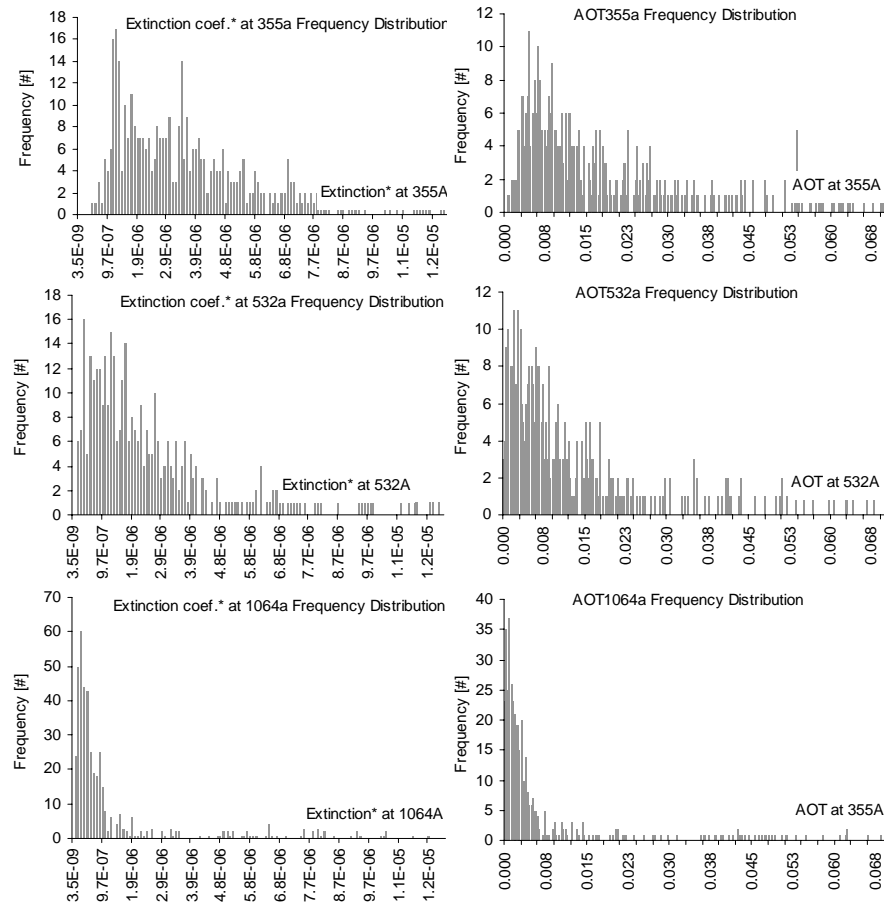 Extinction coef.* at 355a Frequency Distribution
Frequency [#]
18
16
14
12
10
8
6
4
2
0
Extinction* at 355A
3.5E-09
9.7E-07
1.9E-06
2.9E-06
3.9E-06
4.8E-06
5.8E-06
6.8E-06
7.7E-06
8.7E-06
9.7E-06
1.1E-05
1.2E-05
AOT355a Frequency Distribution
Frequency [#]
12
10
8
6
4
2
0
AOT at 355A
0.000
0.008
0.015
0.023
0.030
0.038
0.045
0.053
0.060
0.068
Extinction coef.* at 532a Frequency Distribution
Frequency [#]
18
16
14
12
10
8
6
4
2
0
Extinction* at 532A
3.5E-09
9.7E-07
1.9E-06
2.9E-06
3.9E-06
4.8E-06
5.8E-06
6.8E-06
7.7E-06
8.7E-06
9.7E-06
1.1E-05
1.2E-05
AOT532a Frequency Distribution
Frequency [#]
12
10
8
6
4
2
0
AOT at 532A
0.000
0.008
0.015
0.023
0.030
0.038
0.045
0.053
0.060
0.068
Extinction coef.* at 1064a Frequency Distribution
Frequency [#]
70
60
50
40
30
20
10
0
Extinction* at 1064A
3.5E-09
9.7E-07
1.9E-06
2.9E-06
3.9E-06
4.8E-06
5.8E-06
6.8E-06
7.7E-06
8.7E-06
9.7E-06
1.1E-05
1.2E-05
AOT1064a Frequency Distribution
Frequency [#]
40
35
30
25
20
15
10
5
0
AOT at 355A
0.000
0.008
0.015
0.023
0.030
0.038
0.045
0.053
0.060
0.068